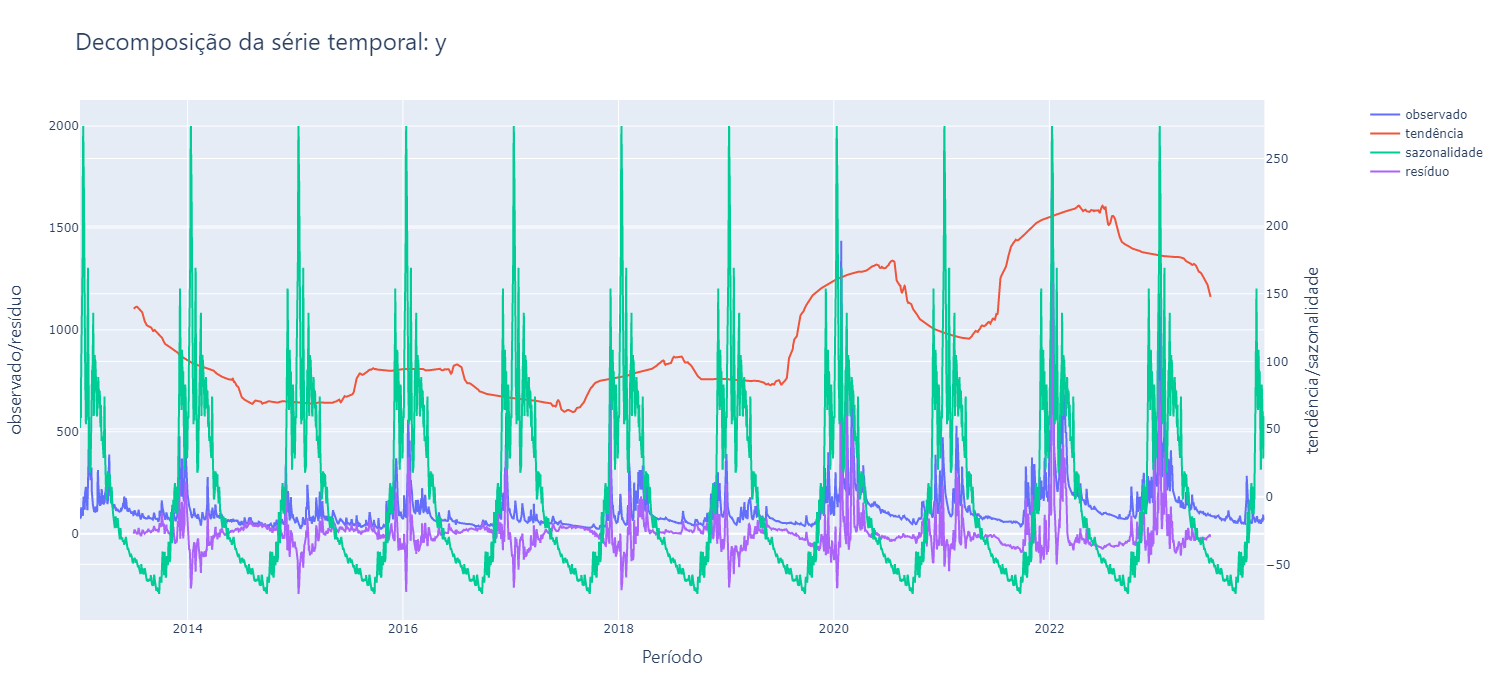 Decomposição da série temporal: y
observado
tendência
sazonalidade
resíduo
2000
1500
1000
500
0
250
200
150
100
50
0
−50
observado/resíduo
tendência/sazonalidade
2014
2016
2018
2020
2022
Período